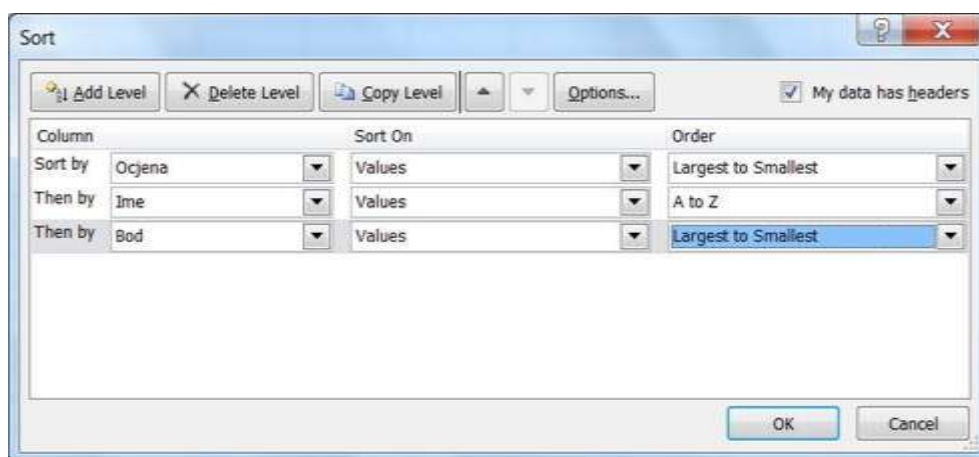 Sort
Add Level Delete Level Copy Level Options... My data has headers
Column Sort On Order
Sort by Ocjena Values Largest to Smallest
Then by Ime Values A to Z
Then by Bod Values Largest to Smallest
OK Cancel